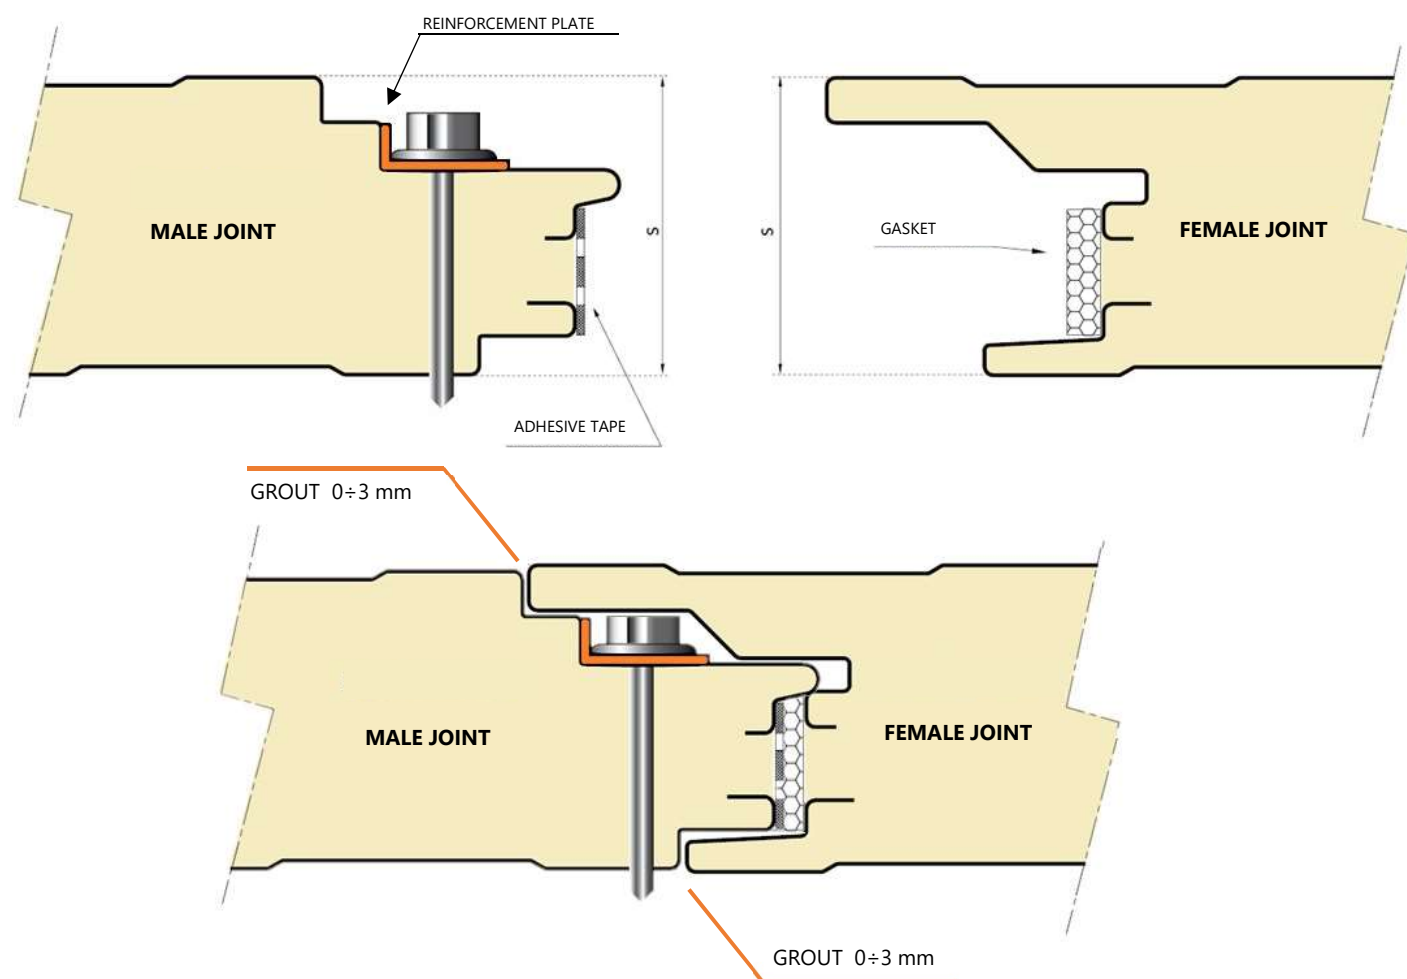 REINFORCEMENT PLATE
MALE JOINT
S
S
GASKET
FEMALE JOINT
ADHESIVE TAPE
GROUT 0÷3 mm
MALE JOINT
FEMALE JOINT
GROUT 0÷3 mm